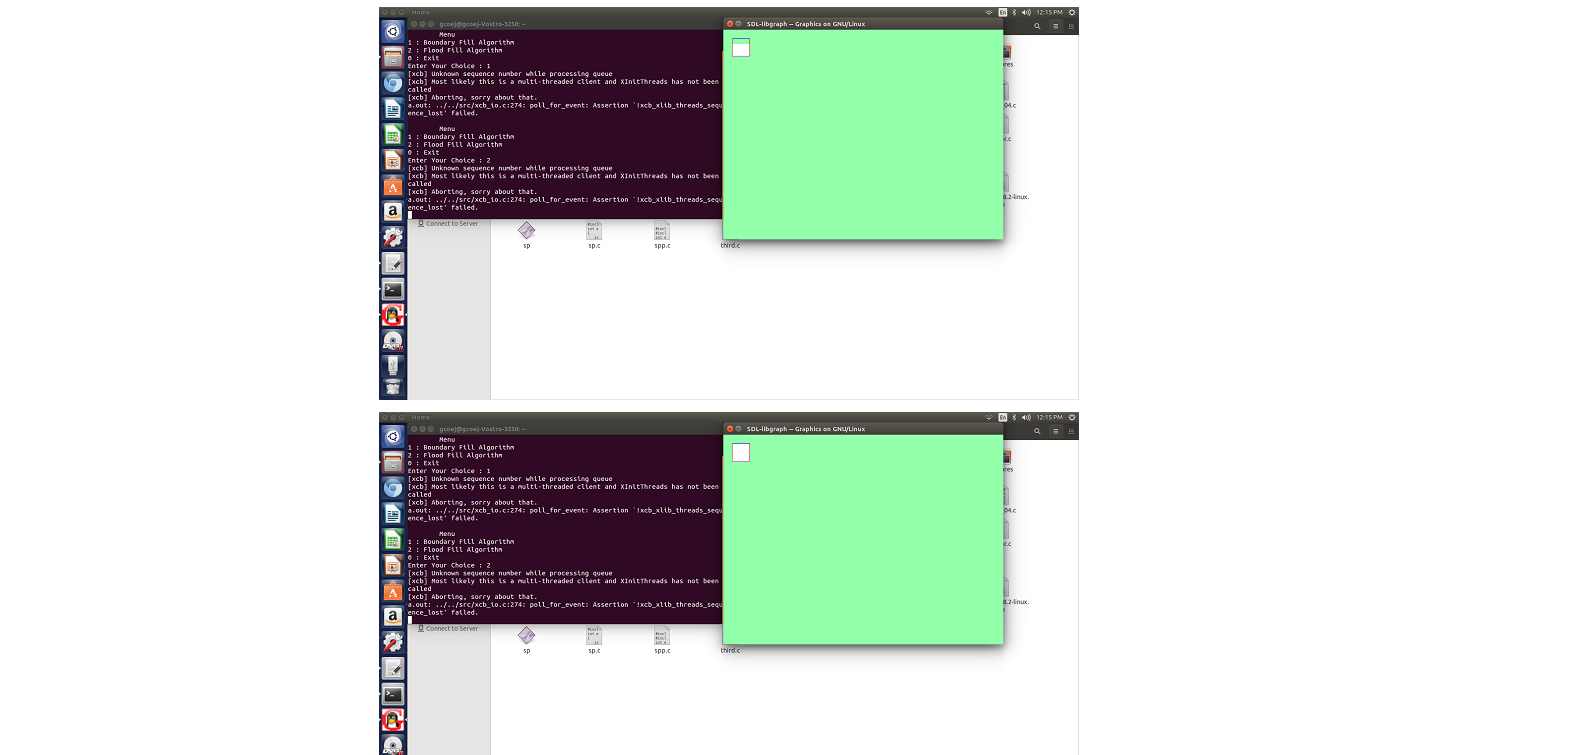 Home
En
12:15 PM
gcoej@gcoej-Vostro-3250: ~
SDL-libgraph -- Graphics on GNU/Linux
Menu
1 : Boundary Fill Algorithm
2 : Flood Fill Algorithm
0 : Exit
Enter Your Choice : 1
[xcb] Unknown sequence number while processing queue
[xcb] Most likely this is a multi-threaded client and XInitThreads has not been
called
[xcb] Aborting, sorry about that.
a.out: ../../src/xcb_io.c:274: poll_for_event: Assertion `!xcb_xlib_threads_sequ
ence_lost' failed.
Menu
1 : Boundary Fill Algorithm
2 : Flood Fill Algorithm
0 : Exit
Enter Your Choice : 2
[xcb] Unknown sequence number while processing queue
[xcb] Most likely this is a multi-threaded client and XInitThreads has not been
called
[xcb] Aborting, sorry about that.
a.out: ../../src/xcb_io.c:274: poll_for_event: Assertion `!xcb_xlib_threads_sequ
ence_lost' failed.
res
_04.c
r.c
8.2-linux.
Connect to Server
sp
sp.c
spp.c
third.c
Home
En
12:15 PM
gcoej@gcoej-Vostro-3250: ~
SDL-libgraph -- Graphics on GNU/Linux
Menu
1 : Boundary Fill Algorithm
2 : Flood Fill Algorithm
0 : Exit
Enter Your Choice : 1
[xcb] Unknown sequence number while processing queue
[xcb] Most likely this is a multi-threaded client and XInitThreads has not been
called
[xcb] Aborting, sorry about that.
a.out: ../../src/xcb_io.c:274: poll_for_event: Assertion `!xcb_xlib_threads_sequ
ence_lost' failed.
Menu
1 : Boundary Fill Algorithm
2 : Flood Fill Algorithm
0 : Exit
Enter Your Choice : 2
[xcb] Unknown sequence number while processing queue
[xcb] Most likely this is a multi-threaded client and XInitThreads has not been
called
[xcb] Aborting, sorry about that.
a.out: ../../src/xcb_io.c:274: poll_for_event: Assertion `!xcb_xlib_threads_sequ
ence_lost' failed.
res
_04.c
r.c
8.2-linux.
Connect to Server
sp
sp.c
spp.c
third.c